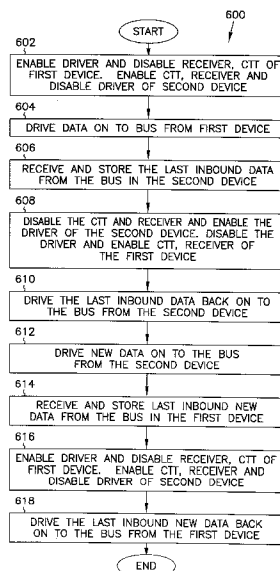 600
START
602
ENABLE DRIVER AND DISABLE RECEIVER, CTT OF
FIRST DEVICE. ENABLE CTT, RECEIVER AND
DISABLE DRIVER OF SECOND DEVICE
604
DRIVE DATA ON TO BUS FROM FIRST DEVICE
606
RECEIVE AND STORE THE LAST INBOUND DATA
FROM THE BUS IN THE SECOND DEVICE
608
DISABLE THE CTT AND RECEIVER AND ENABLE THE
DRIVER OF THE SECOND DEVICE. DISABLE THE
DRIVER AND ENABLE CTT, RECEIVER OF
THE FIRST DEVICE
610
DRIVE THE LAST INBOUND DATA BACK ON TO
THE BUS FROM THE SECOND DEVICE
612
DRIVE NEW DATA ON TO THE BUS
FROM THE SECOND DEVICE
614
RECEIVE AND STORE LAST INBOUND NEW
DATA FROM THE BUS IN THE FIRST DEVICE
616
ENABLE DRIVER AND DISABLE RECEIVER, CTT OF
FIRST DEVICE. ENABLE CTT, RECEIVER AND
DISABLE DRIVER OF SECOND DEVICE
618
DRIVE THE LAST INBOUND NEW DATA BACK
ON TO THE BUS FROM THE FIRST DEVICE
END